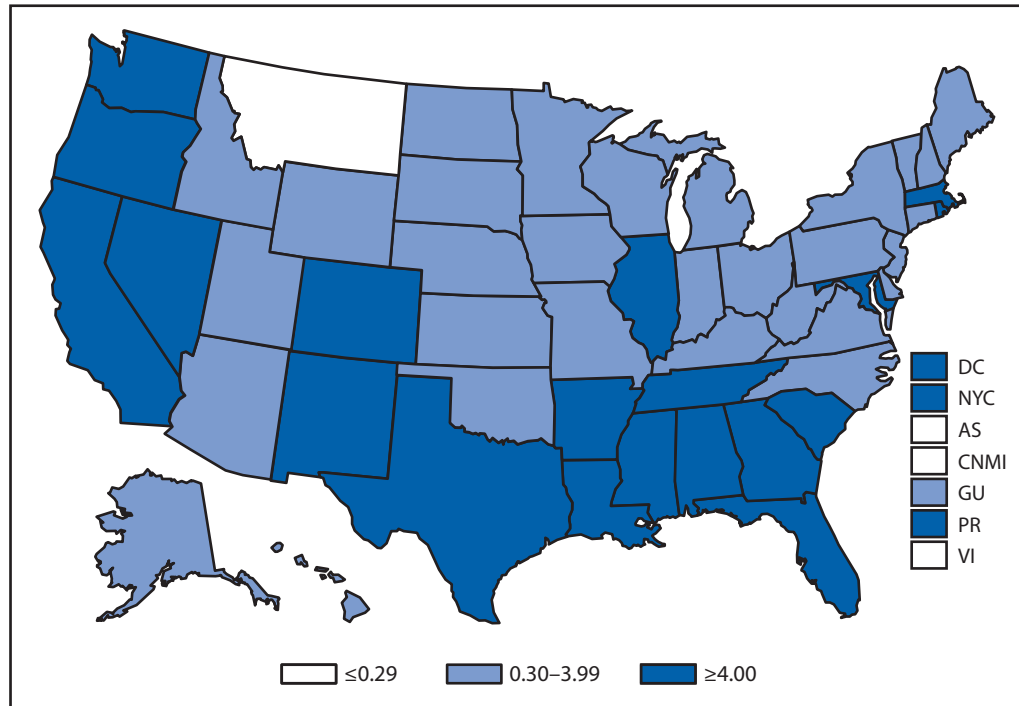 DC
NYC
AS
CNMI
GU
PR
VI
≤0.29
0.30–3.99
≥4.00